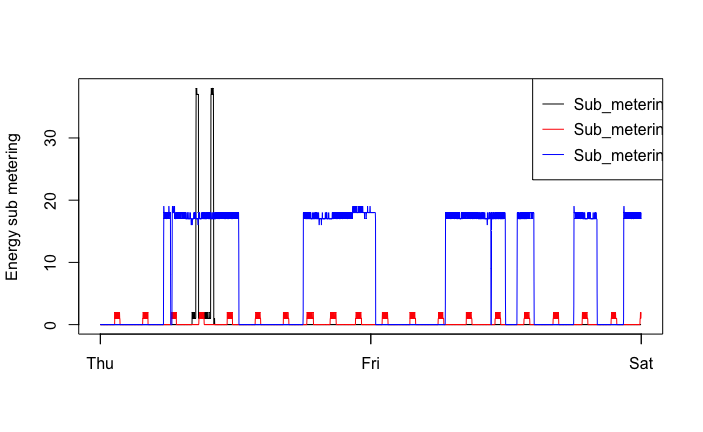 Energy sub metering
30
20
10
0
Sub_meterin
Sub_meterin
Sub_meterin
Thu
Fri
Sat